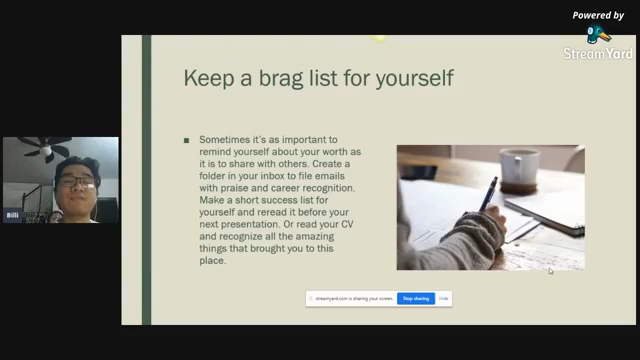 Powered by
StreamYard
Keep a brag list for yourself
■ Sometimes it's as important to
remind yourself about your worth as
it is to share with others. Create a
folder in your inbox to file emails
with praise and career recognition.
Make a short success list for
yourself and reread it before your
next presentation. Or read your CV
and recognize all the amazing
things that brought you to this
place.
Billi
streamyard.com is sharing your screen. Stop sharing Hide